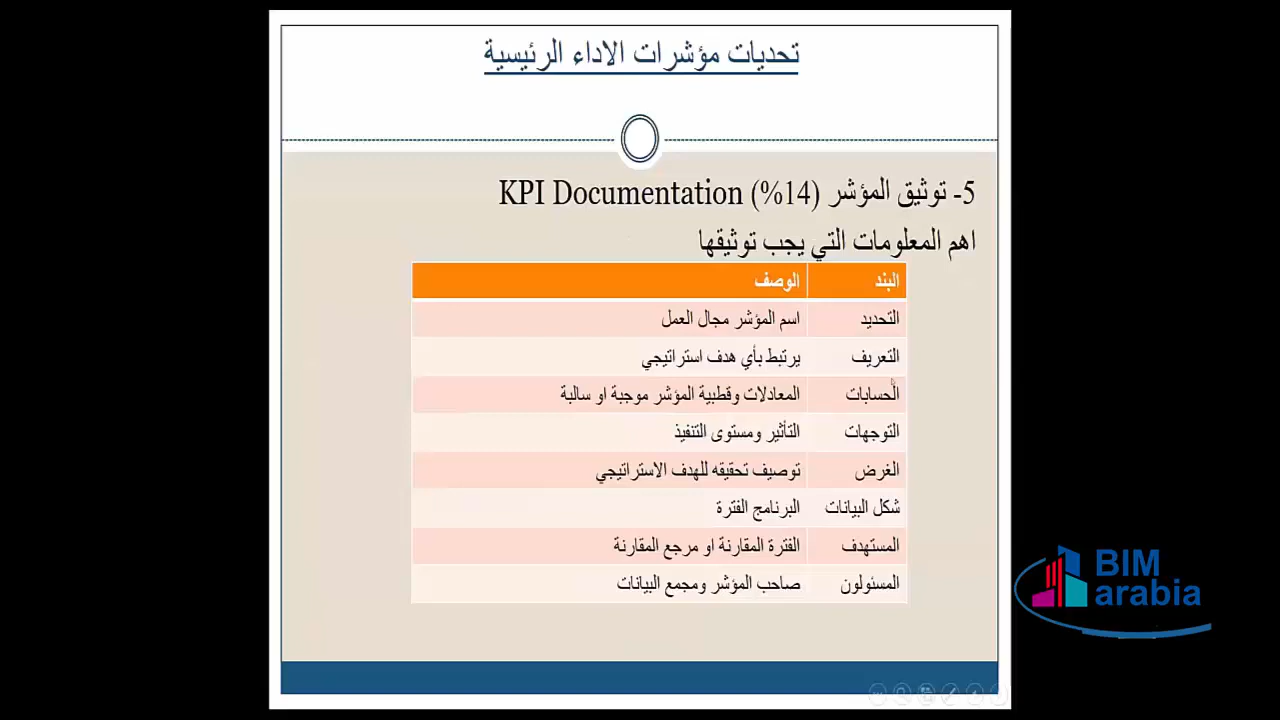 تحديات مؤشرات الاداء الرئيسية
5- توثيق المؤشر (14%) KPI Documentation
اهم المعلومات التي يجب توثيقها
البند الوصف
التحديد اسم المؤشر مجال العمل
التعريف يرتبط بأي هدف استراتيجي
الحسابات المعادلات وقطبية المؤشر موجبة او سالبة
التوجهات التأثير ومستوى التنفيذ
الغرض توصيف تحقيقه للهدف الاستراتيجي
شكل البيانات البرنامج الفترة
المستهدف الفترة المقارنة او مرجع المقارنة
المسئولون صاحب المؤشر ومجمع البيانات
BIM
arabia